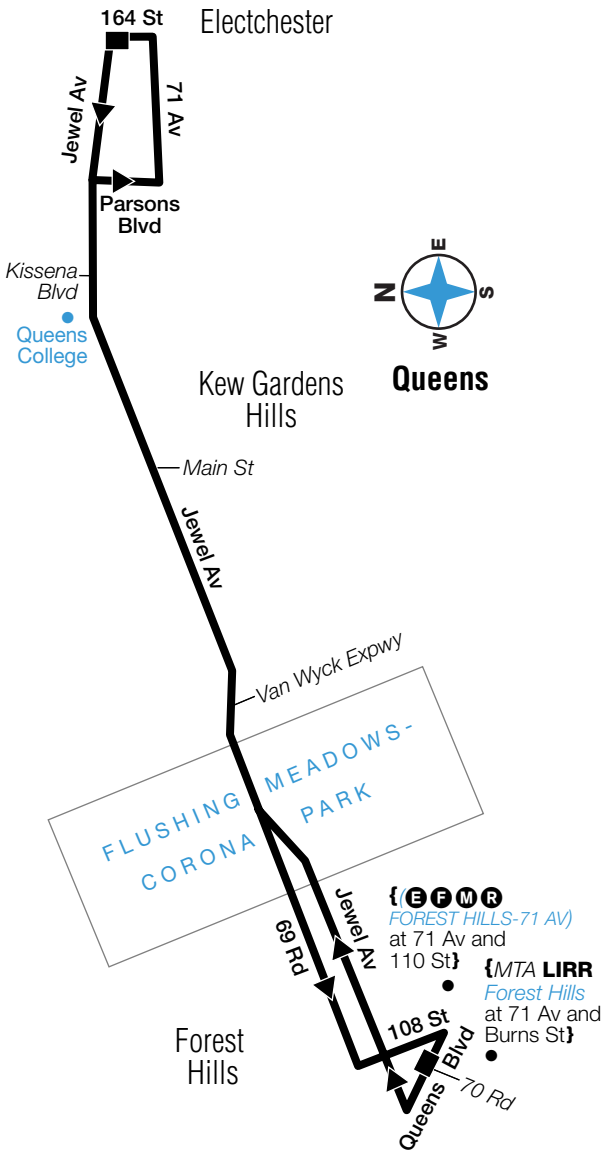 164 St
Electchester
Jewel Av
71 Av
Parsons
Blvd
Kissena
Blvd
Queens
College
E
N
S
W
Queens
Kew Gardens
Hills
Main St
Jewel Av
Van Wyck Expwy
FLUSHING MEADOWS-
CORONA PARK
{(E F M R
FOREST HILLS-71 AV)
at 71 Av and
110 St}
{MTA LIRR
Forest Hills
at 71 Av and
Burns St}
Jewel Av
69 Rd
108 St
Forest
Hills
70 Rd
Queens Blvd